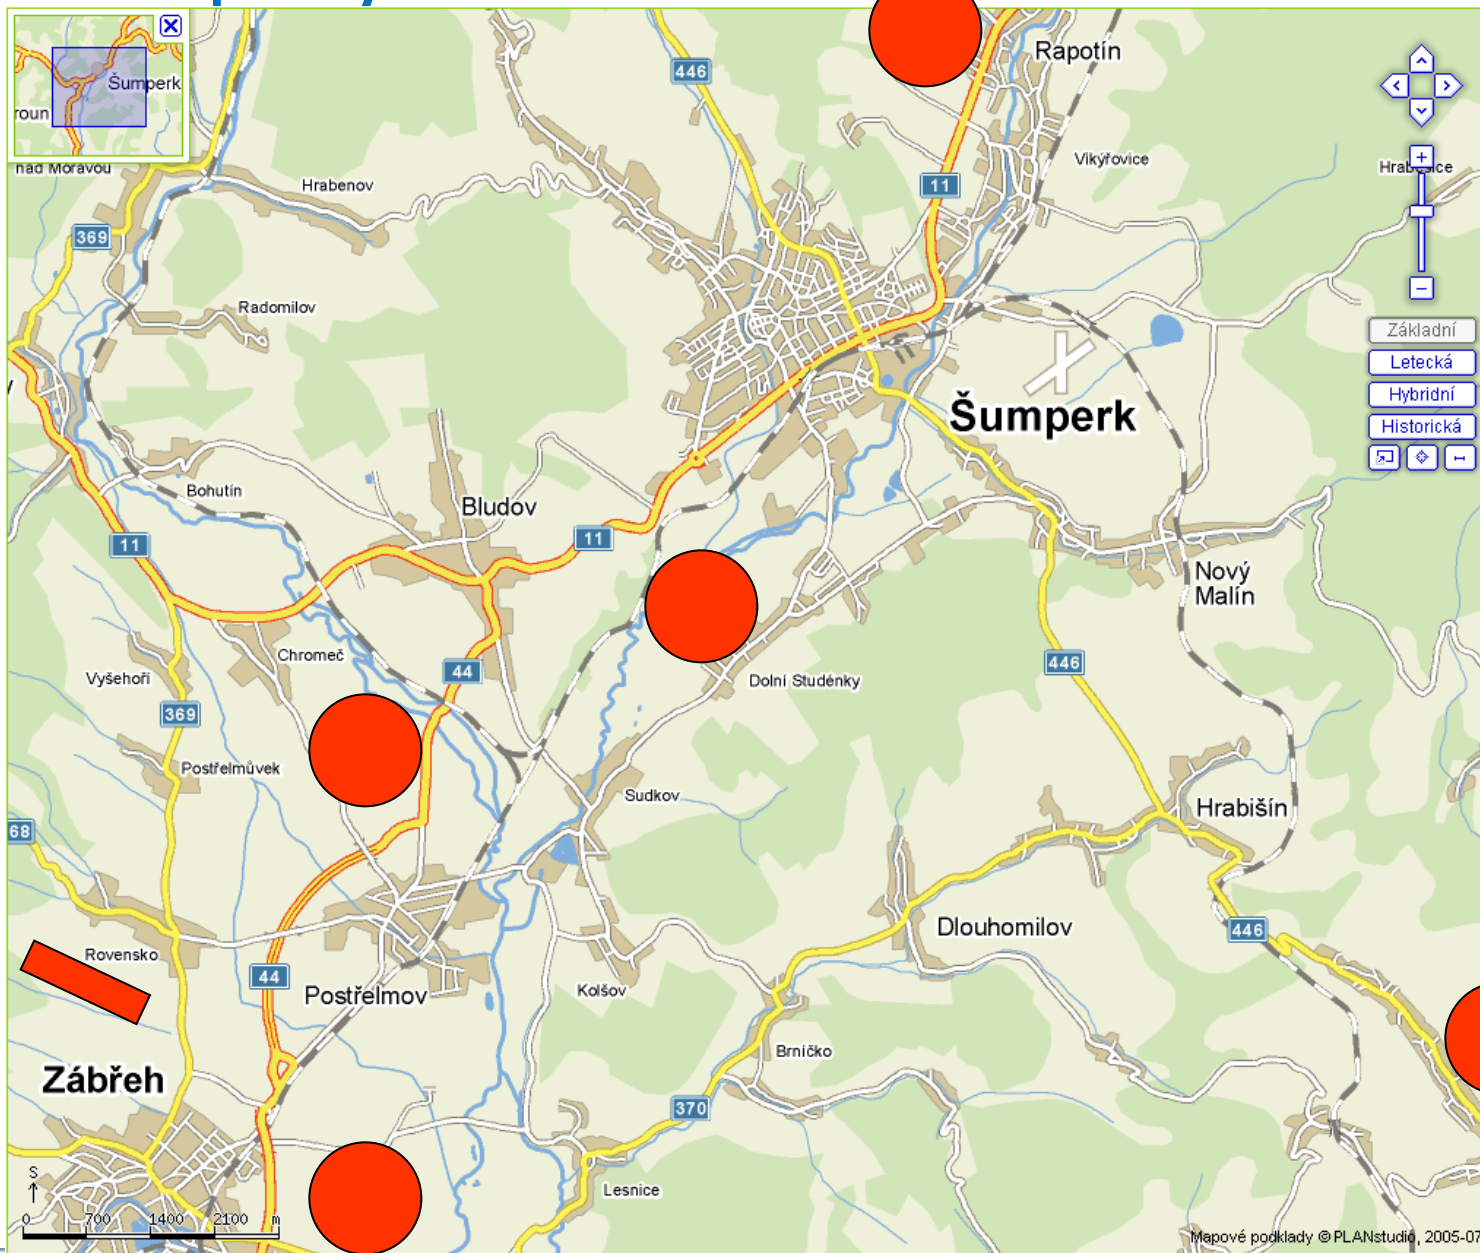 Šumperk
roun
nad Moravou
446
Rapotín
Hrabenov
11
Vikýřovice
369
Radomilov
Základní
Letecká
Hybridní
Historická
Šumperk
Bohutín
Bludov
11
11
Nový
Malín
Chromeč
Vyšehoří
44
446
Dolní Studénky
369
Postřelmůvek
Sudkov
Hrabišín
68
Dlouhomilov
446
Rovensko
44
Postřelmov
Kolšov
Brníčko
Zábřeh
370
Lesnice
S
0 700 1400 2100 m
Mapové podklady © PLANstudio, 2005-07